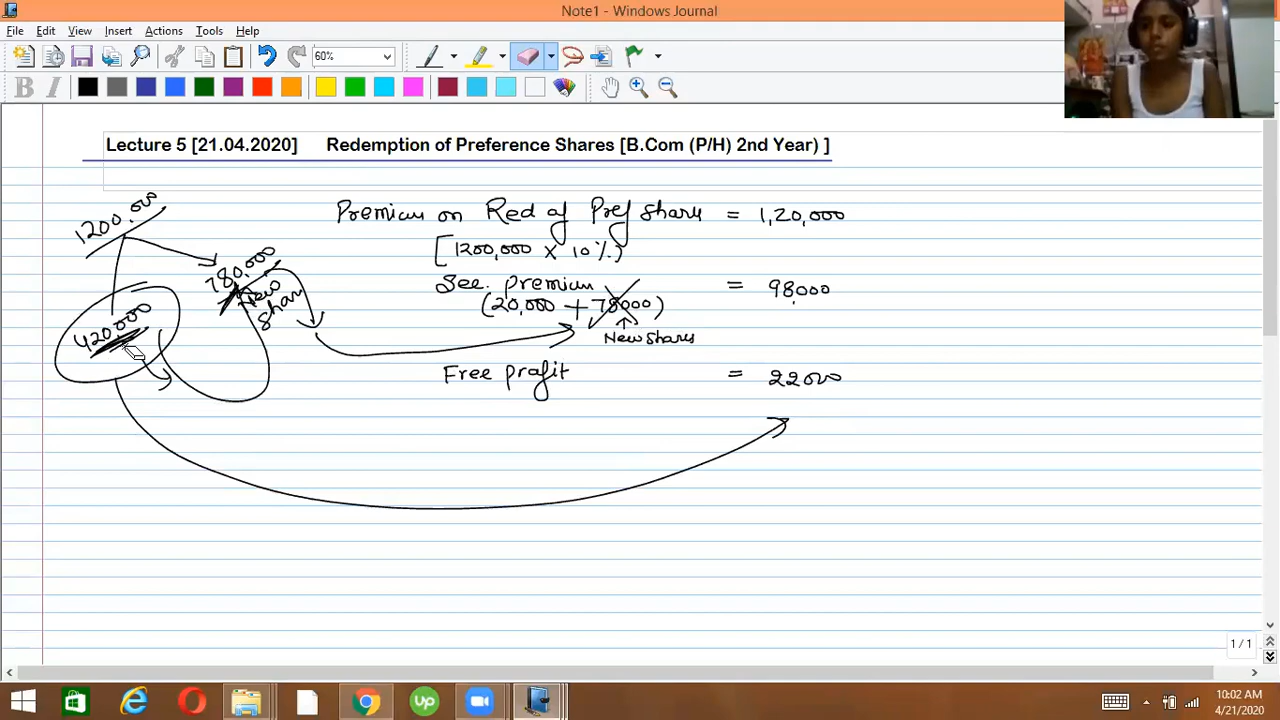 Note1 - Windows Journal
File Edit View Insert Actions Tools Help
60%
B I
Lecture 5 [21.04.2020] Redemption of Preference Shares [B.Com (P/H) 2nd Year) ]
1200,000
780,000
New
Share
420,000
Premium on Red of Pref Share = 1,20,000
[1200,000 x 10%]
Sec. premium = 98000
(20,000 + 78000)
New Shares
Free profit = 22000
1 / 1
up
10:02 AM
4/21/2020